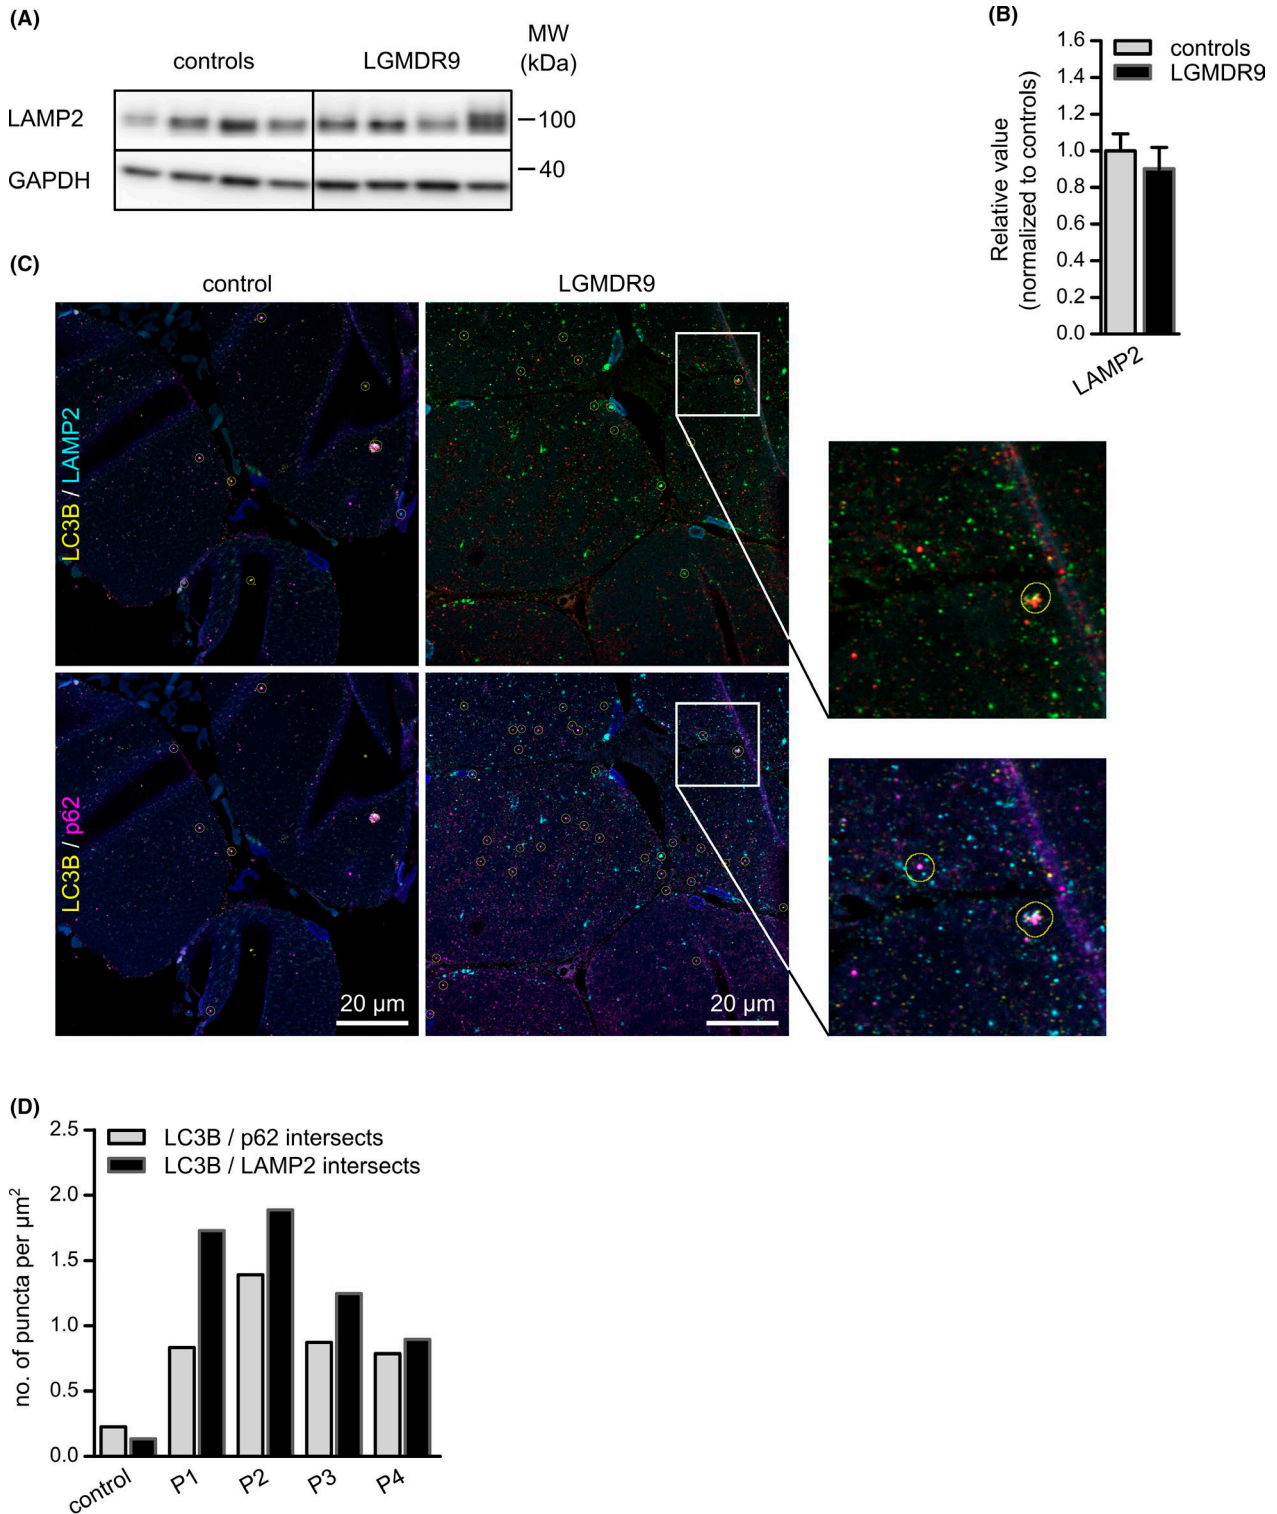 (A)
controls
LGMDR9
MW
(kDa)
LAMP2
100
GAPDH
40
(B)
Relative value
(normalized to controls)
1.6
1.4
1.2
1.0
0.8
0.6
0.4
0.2
0.0
controls
LGMDR9
LAMP2
(C)
control
LGMDR9
LC3B / LAMP2
LC3B / p62
20 µm
20 µm
(D)
no. of puncta per µm²
2.5
2.0
1.5
1.0
0.5
0.0
LC3B / p62 intersects
LC3B / LAMP2 intersects
control
P1
P2
P3
P4